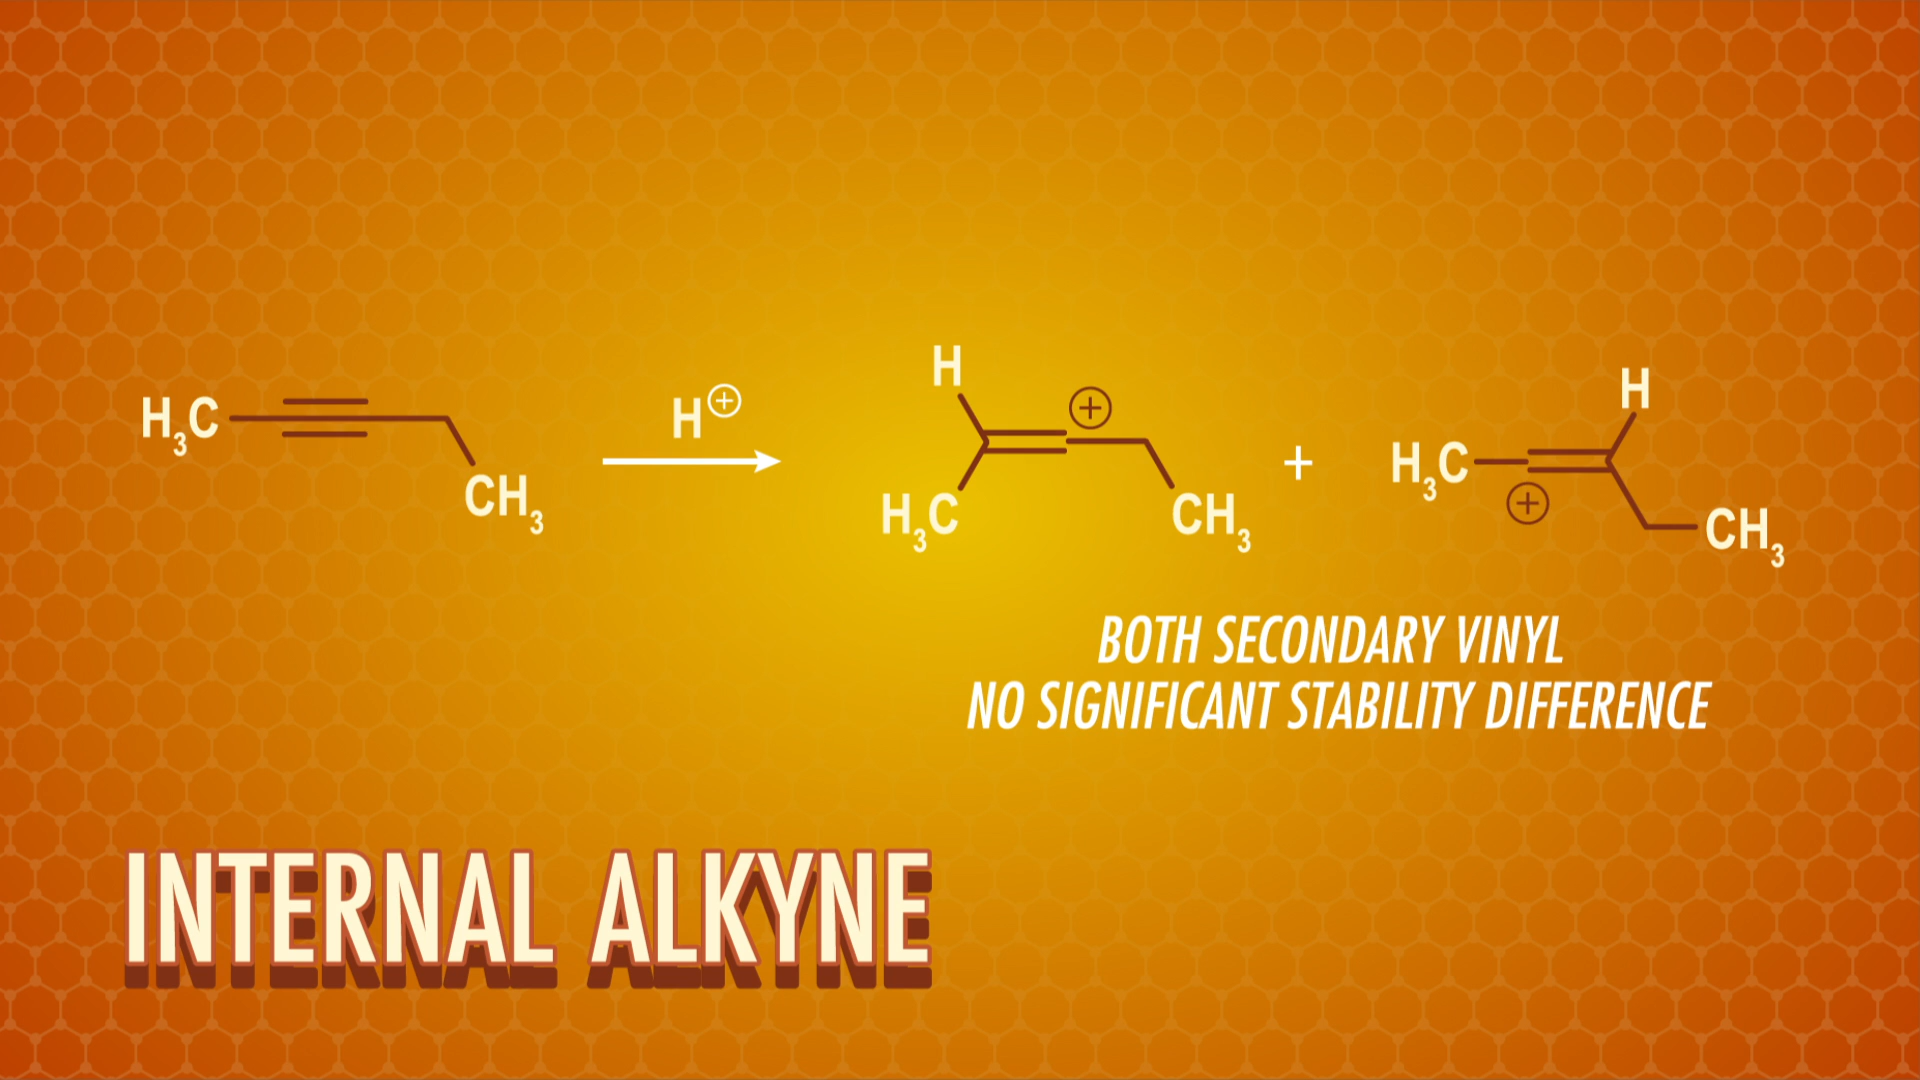 H₃C CH₃
H⊕
H ⊕ H₃C CH₃
+
H₃C ⊕ H CH₃
BOTH SECONDARY VINYL
NO SIGNIFICANT STABILITY DIFFERENCE
INTERNAL ALKYNE